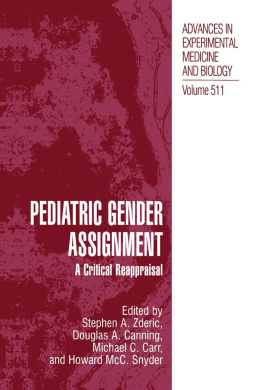 ADVANCES IN
EXPERIMENTAL
MEDICINE
AND BIOLOGY
Volume 511
PEDIATRIC GENDER
ASSIGNMENT
A Critical Reappraisal
Edited by
Stephen A. Zderic,
Douglas A. Canning,
Michael C. Carr,
and Howard McC. Snyder